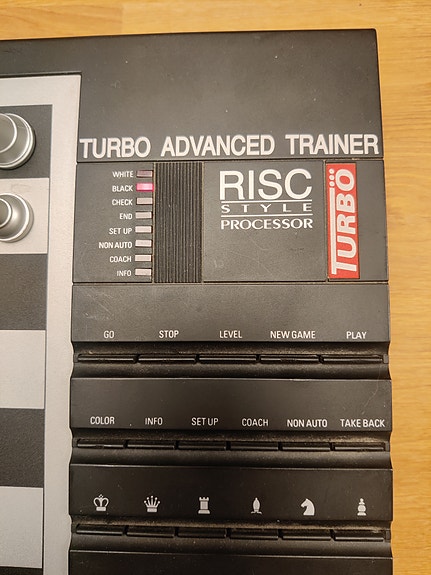 TURBO ADVANCED TRAINER
WHITE
BLACK
CHECK
END
SET UP
NON AUTO
COACH
INFO
RISC
STYLE
PROCESSOR
TURBO
GO STOP LEVEL NEW GAME PLAY
COLOR INFO SET UP COACH NON AUTO TAKE BACK